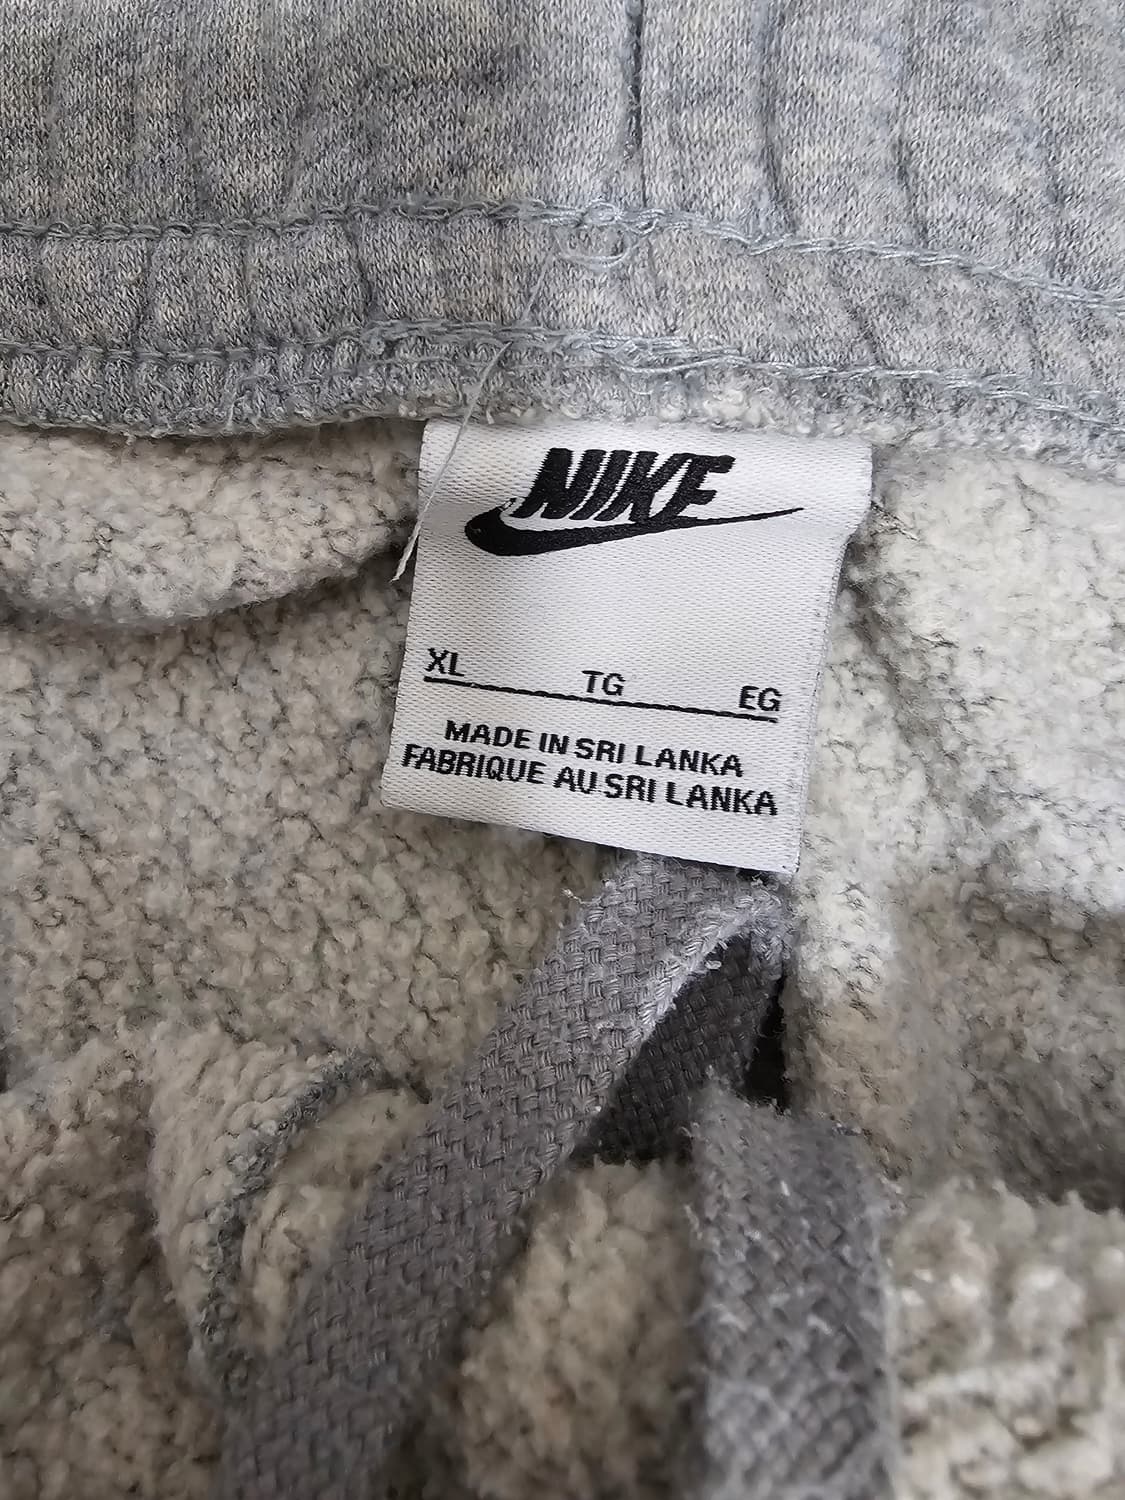 NIKE
XL TG EG
MADE IN SRI LANKA
FABRIQUE AU SRI LANKA